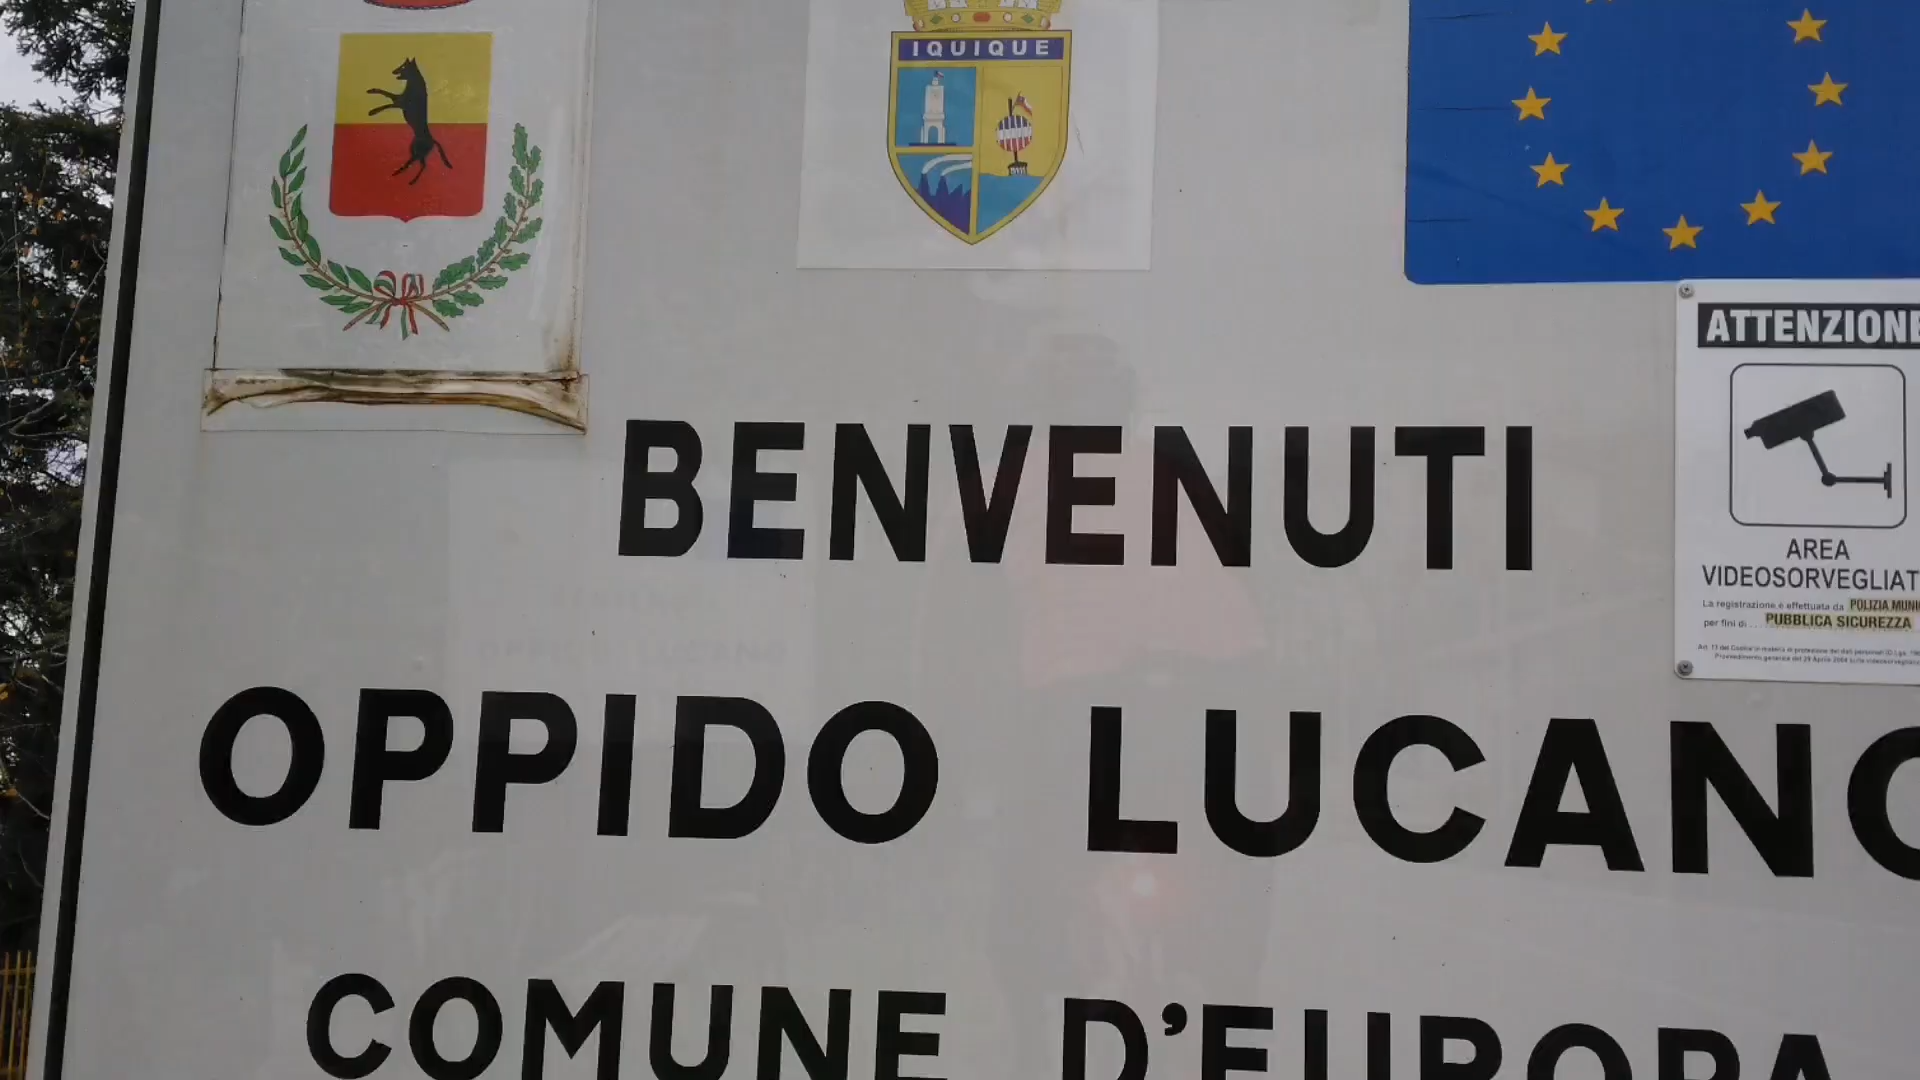 IQUIQUE
ATTENZIONE
BENVENUTI
AREA
VIDEOSORVEGLIAT
La registrazione è effettuata da POLIZIA MUNI
per fini di PUBBLICA SICUREZZA
OPPIDO LUCANO
COMUNE D'EUROPA